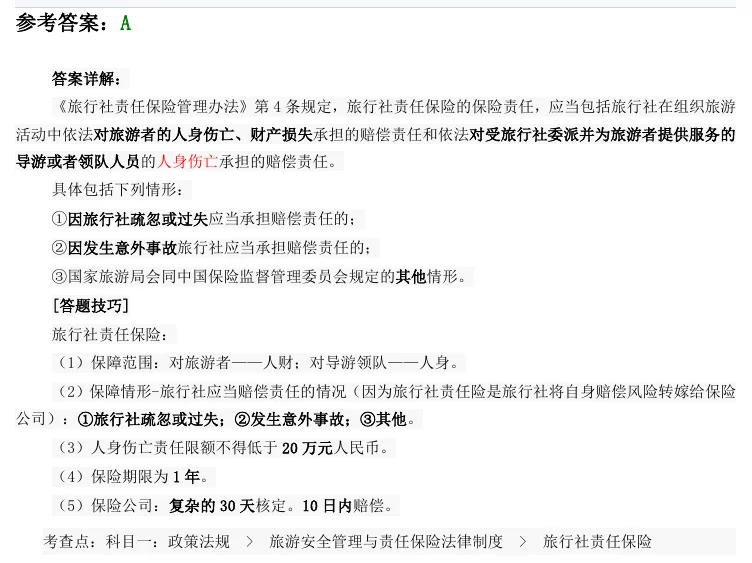 参考答案：A
答案详解：
《旅行社责任保险管理办法》第 4 条规定，旅行社责任保险的保险责任，应当包括旅行社在组织旅游
活动中依法对旅游者的人身伤亡、财产损失承担的赔偿责任和依法对受旅行社委派并为旅游者提供服务的
导游或者领队人员的人身伤亡承担的赔偿责任。
具体包括下列情形：
①因旅行社疏忽或过失应当承担赔偿责任的；
②因发生意外事故旅行社应当承担赔偿责任的；
③国家旅游局会同中国保险监督管理委员会规定的其他情形。
[答题技巧]
旅行社责任保险：
（1）保障范围：对旅游者——人财；对导游领队——人身。
（2）保障情形-旅行社应当赔偿责任的情况（因为旅行社责任险是旅行社将自身赔偿风险转嫁给保险
公司）：①旅行社疏忽或过失；②发生意外事故；③其他。
（3）人身伤亡责任限额不得低于 20 万元人民币。
（4）保险期限为 1 年。
（5）保险公司：复杂的 30 天核定。10 日内赔偿。
考查点：科目一：政策法规 > 旅游安全管理与责任保险法律制度 > 旅行社责任保险